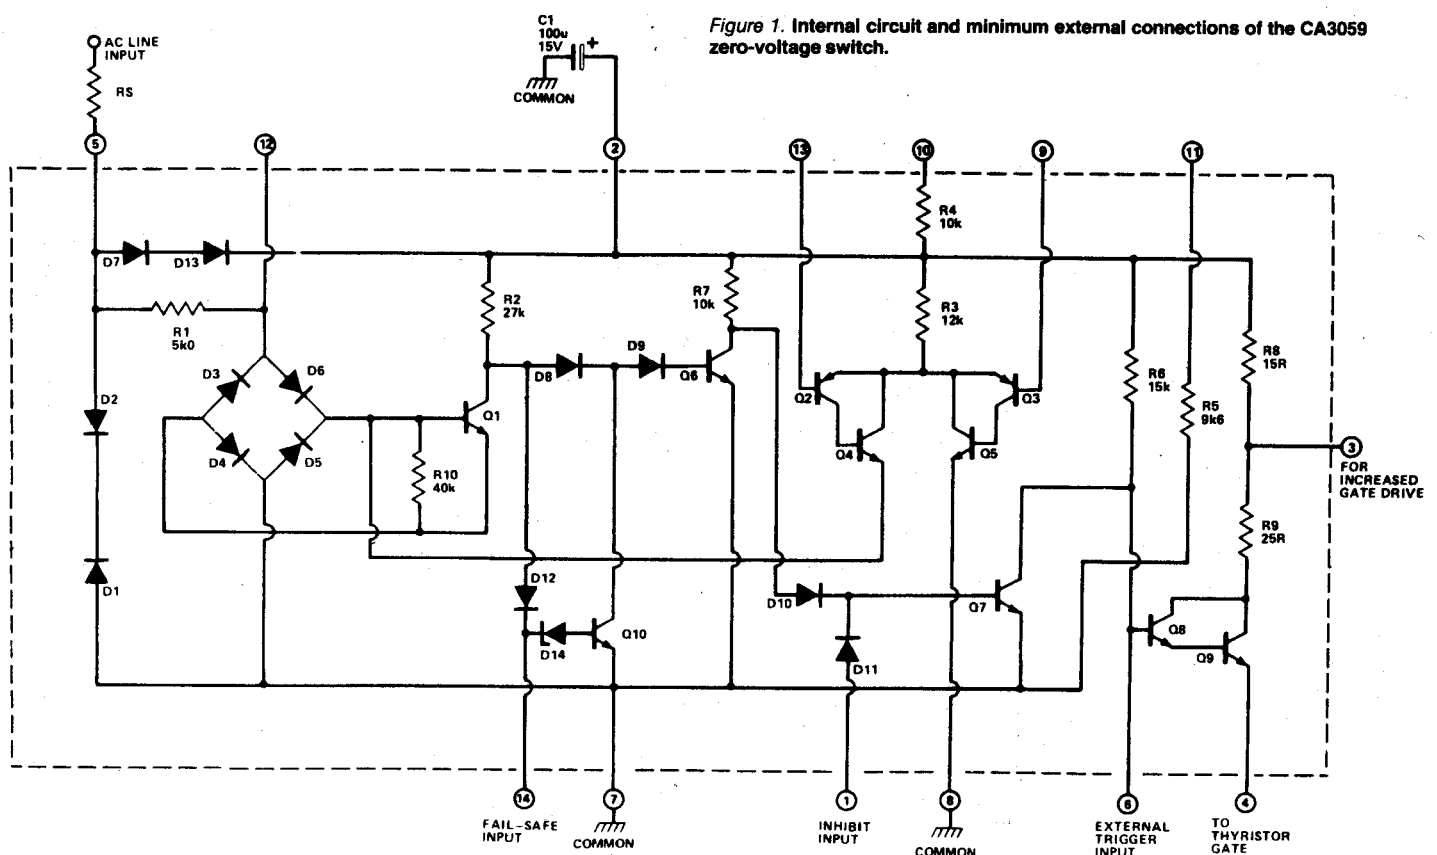 Figure 1. Internal circuit and minimum external connections of the CA3059
zero-voltage switch.
AC LINE
INPUT
RS
C1
100u
15V
+
COMMON
5
12
2
13
10
9
11
R4
10k
D7
D13
R1
5k0
R2
27k
R7
10k
R3
12k
R6
15k
R5
9k6
R8
15R
D3
D6
D2
D4
D5
Q1
R10
40k
D8
D9
Q6
Q2
Q3
Q4
Q5
3
FOR
INCREASED
GATE DRIVE
R9
25R
D1
D12
D14
Q10
D10
D11
Q7
Q8
Q9
14
7
1
8
6
4
FAIL-SAFE
INPUT
COMMON
INHIBIT
INPUT
COMMON
EXTERNAL
TRIGGER
INPUT
TO
THYRISTOR
GATE